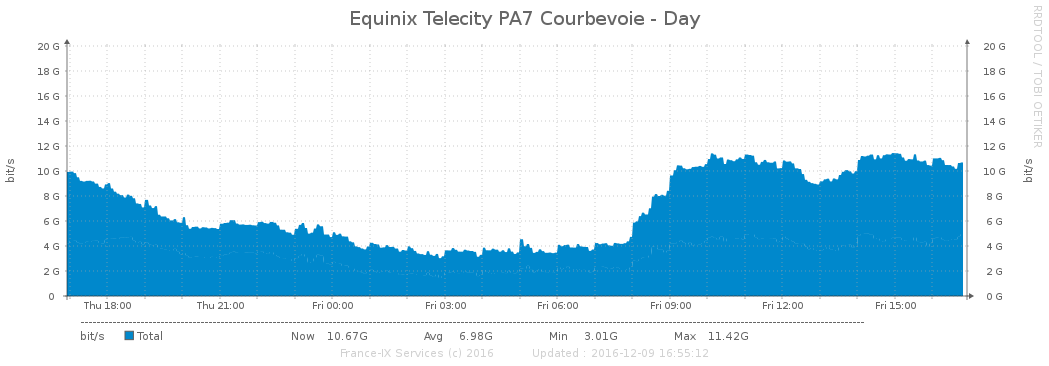 Equinix Telecity PA7 Courbevoie - Day
RRDTOOL / TOBI OETIKER
20 G 20 G
18 G 18 G
16 G 16 G
14 G 14 G
12 G 12 G
10 G 10 G
8 G 8 G
6 G 6 G
4 G 4 G
2 G 2 G
0 0 G
bit/s
bit/s
Thu 18:00 Thu 21:00 Fri 00:00 Fri 03:00 Fri 06:00 Fri 09:00 Fri 12:00 Fri 15:00
bit/s Total Now 10.67G Avg 6.98G Min 3.01G Max 11.42G
France-IX Services (c) 2016 Updated : 2016-12-09 16:55:12